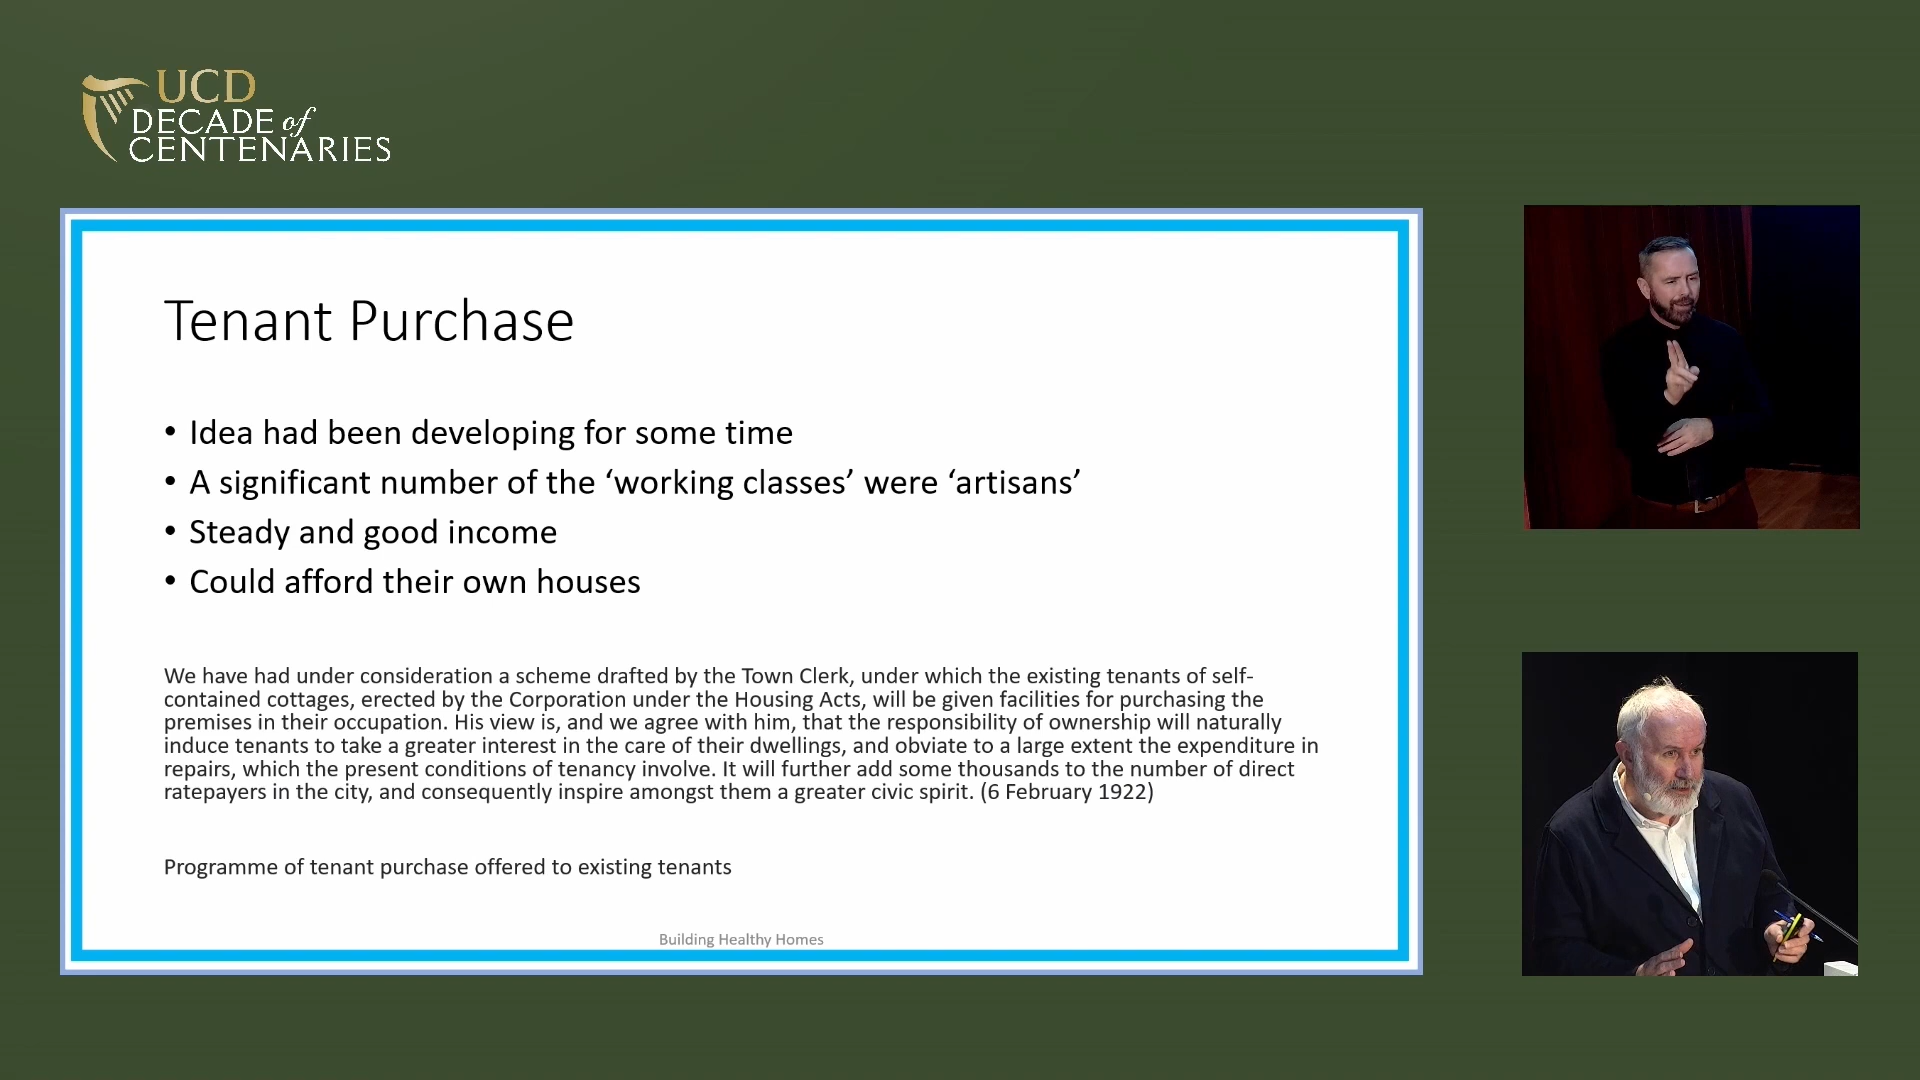 UCD
DECADE of
CENTENARIES
Tenant Purchase
• Idea had been developing for some time
• A significant number of the ‘working classes’ were ‘artisans’
• Steady and good income
• Could afford their own houses
We have had under consideration a scheme drafted by the Town Clerk, under which the existing tenants of self-
contained cottages, erected by the Corporation under the Housing Acts, will be given facilities for purchasing the
premises in their occupation. His view is, and we agree with him, that the responsibility of ownership will naturally
induce tenants to take a greater interest in the care of their dwellings, and obviate to a large extent the expenditure in
repairs, which the present conditions of tenancy involve. It will further add some thousands to the number of direct
ratepayers in the city, and consequently inspire amongst them a greater civic spirit. (6 February 1922)
Programme of tenant purchase offered to existing tenants
Building Healthy Homes